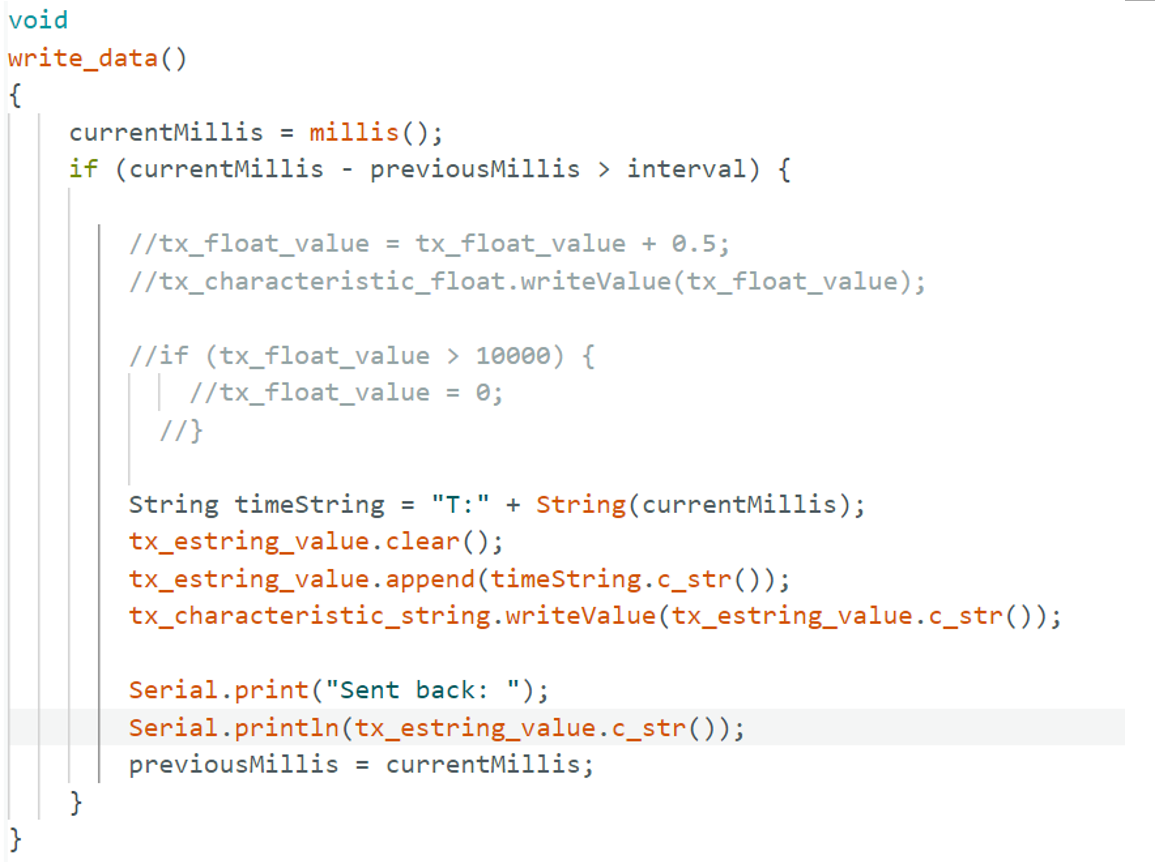 void
write_data()
{
    currentMillis = millis();
    if (currentMillis - previousMillis > interval) {
        //tx_float_value = tx_float_value + 0.5;
        //tx_characteristic_float.writeValue(tx_float_value);
        //if (tx_float_value > 10000) {
            //tx_float_value = 0;
          //}
        String timeString = "T:" + String(currentMillis);
        tx_estring_value.clear();
        tx_estring_value.append(timeString.c_str());
        tx_characteristic_string.writeValue(tx_estring_value.c_str());
        Serial.print("Sent back: ");
        Serial.println(tx_estring_value.c_str());
        previousMillis = currentMillis;
    }
}